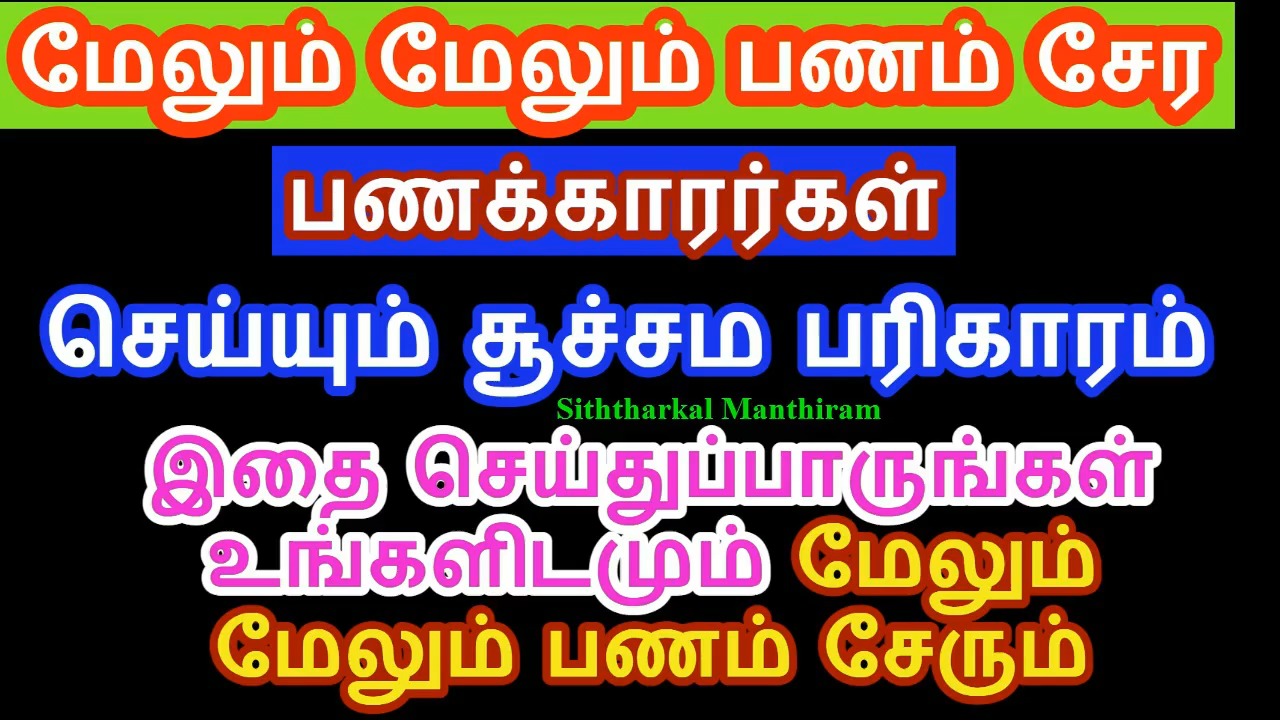 மேலும் மேலும் பணம் சேர
பணக்காரர்கள்
செய்யும் சூச்சம பரிகாரம்
Siththarkal Manthiram
இதை செய்துப்பாருங்கள்
உங்களிடமும் மேலும்
மேலும் பணம் சேரும்